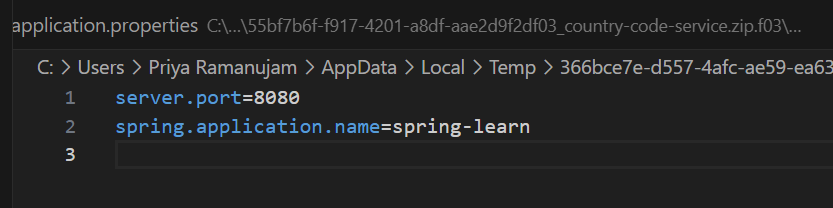 application.properties C:\...\55bf7b6f-f917-4201-a8df-aae2d9f2df03_country-code-service.zip.f03\...
C: > Users > Priya Ramanujam > AppData > Local > Temp > 366bce7e-d557-4afc-ae59-ea63
1 server.port=8080
2 spring.application.name=spring-learn
3